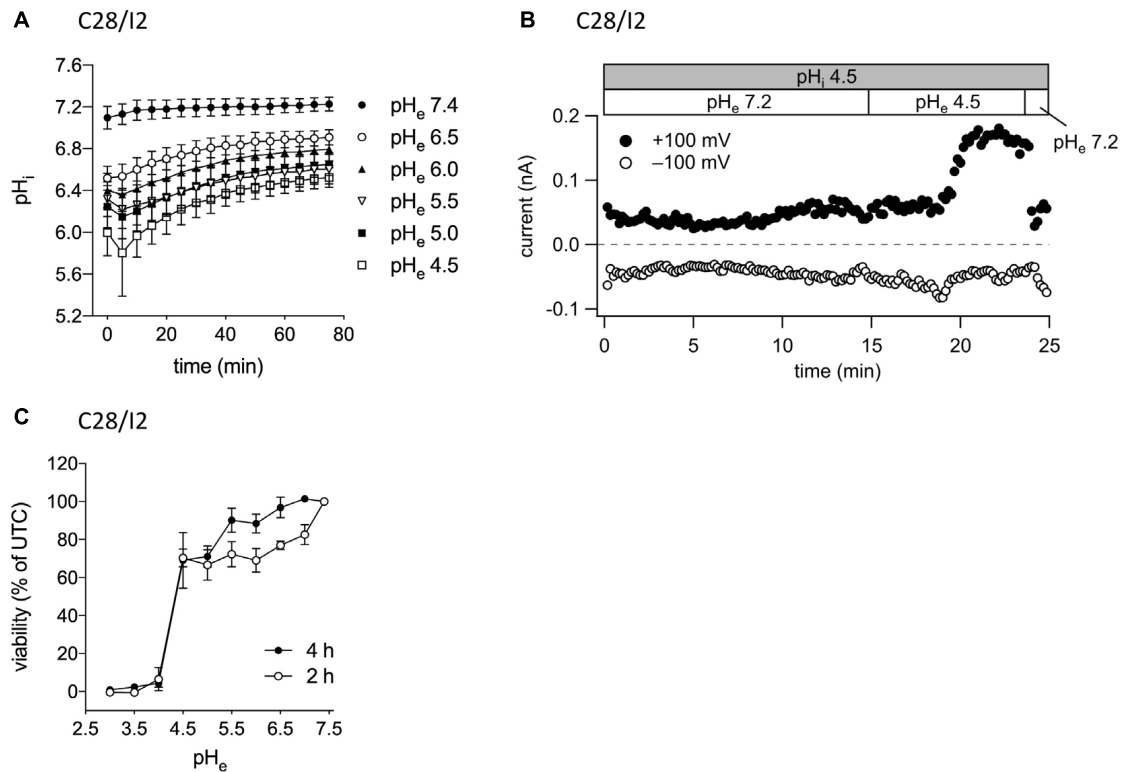 A C28/I2
7.6
7.2
6.8
6.4
6.0
5.6
5.2
pHi
0 20 40 60 80
time (min)
pHe 7.4
pHe 6.5
pHe 6.0
pHe 5.5
pHe 5.0
pHe 4.5
B C28/I2
pHi 4.5
pHe 7.2 pHe 4.5
pHe 7.2
0.2
0.1
0.0
-0.1
current (nA)
+100 mV
–100 mV
0 5 10 15 20 25
time (min)
C C28/I2
120
100
80
60
40
20
0
viability (% of UTC)
4 h
2 h
2.5 3.5 4.5 5.5 6.5 7.5
pHe